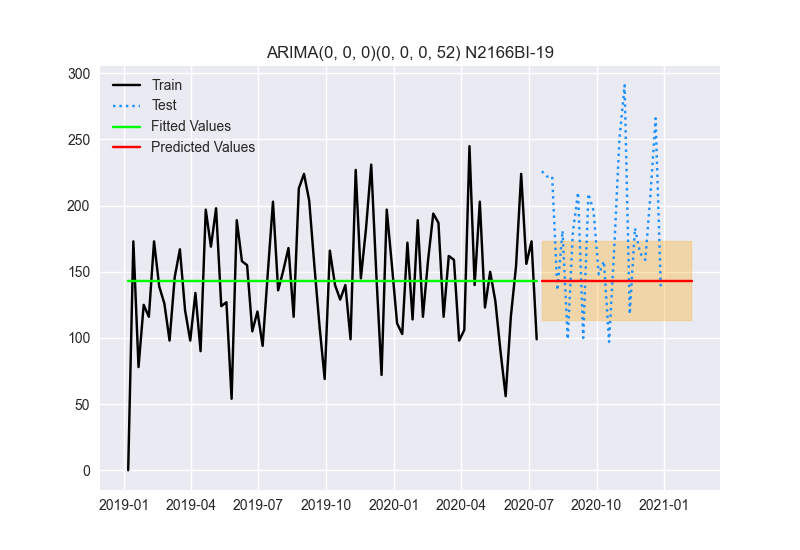 ARIMA(0, 0, 0)(0, 0, 0, 52) N2166BI-19
Train
Test
Fitted Values
Predicted Values
300
250
200
150
100
50
0
2019-01 2019-04 2019-07 2019-10 2020-01 2020-04 2020-07 2020-10 2021-01